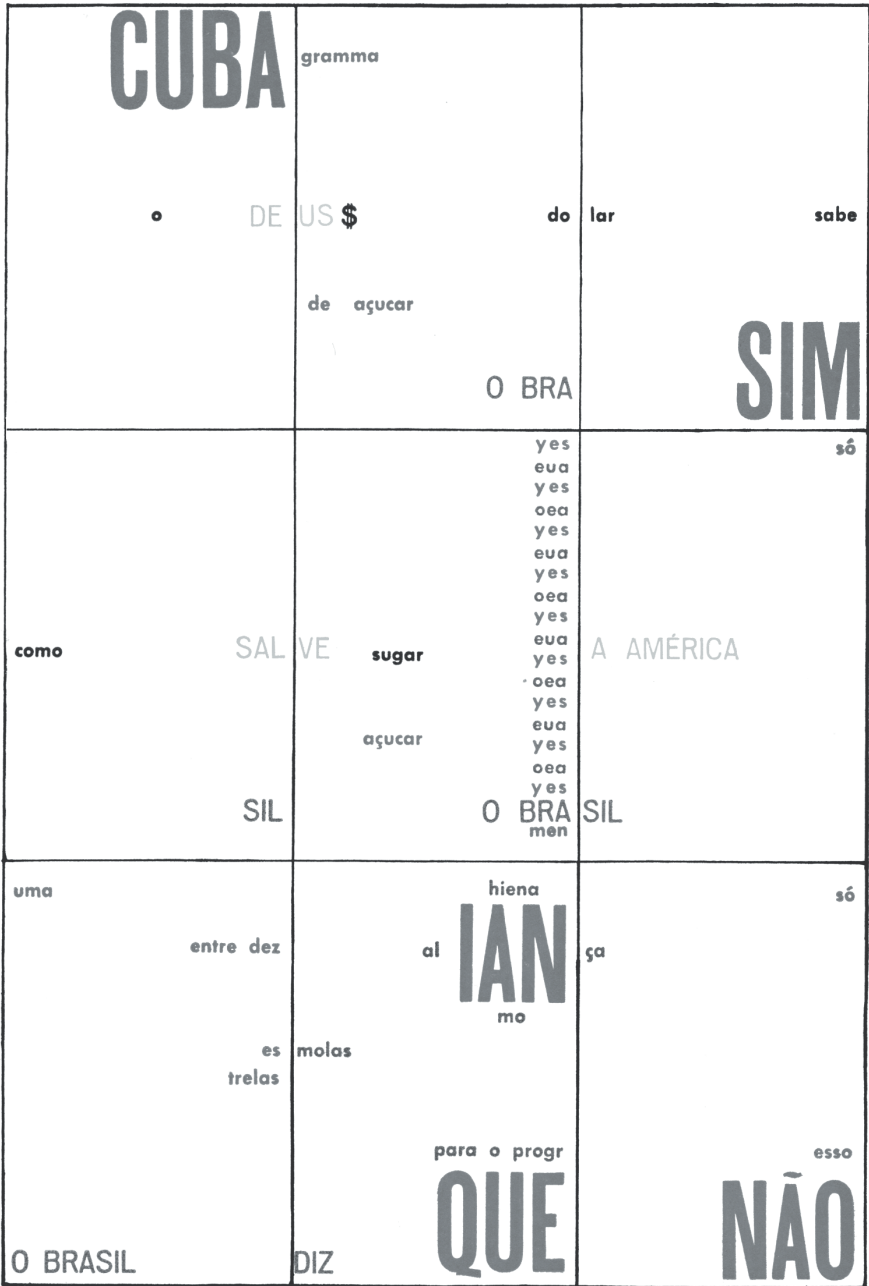 CUBA gramma
o DE US $ do lar sabe
de açucar
O BRA SIM
yes só
eua
yes
oea
yes
eua
yes
oea
yes
eua
como SAL VE sugar yes A AMÉRICA
oea
yes
eua
açucar yes
oea
yes
SIL O BRA SIL
men
uma hiena só
entre dez al IAN ça
mo
es molas
trelas
para o progr esso
O BRASIL DIZ QUE NÃO